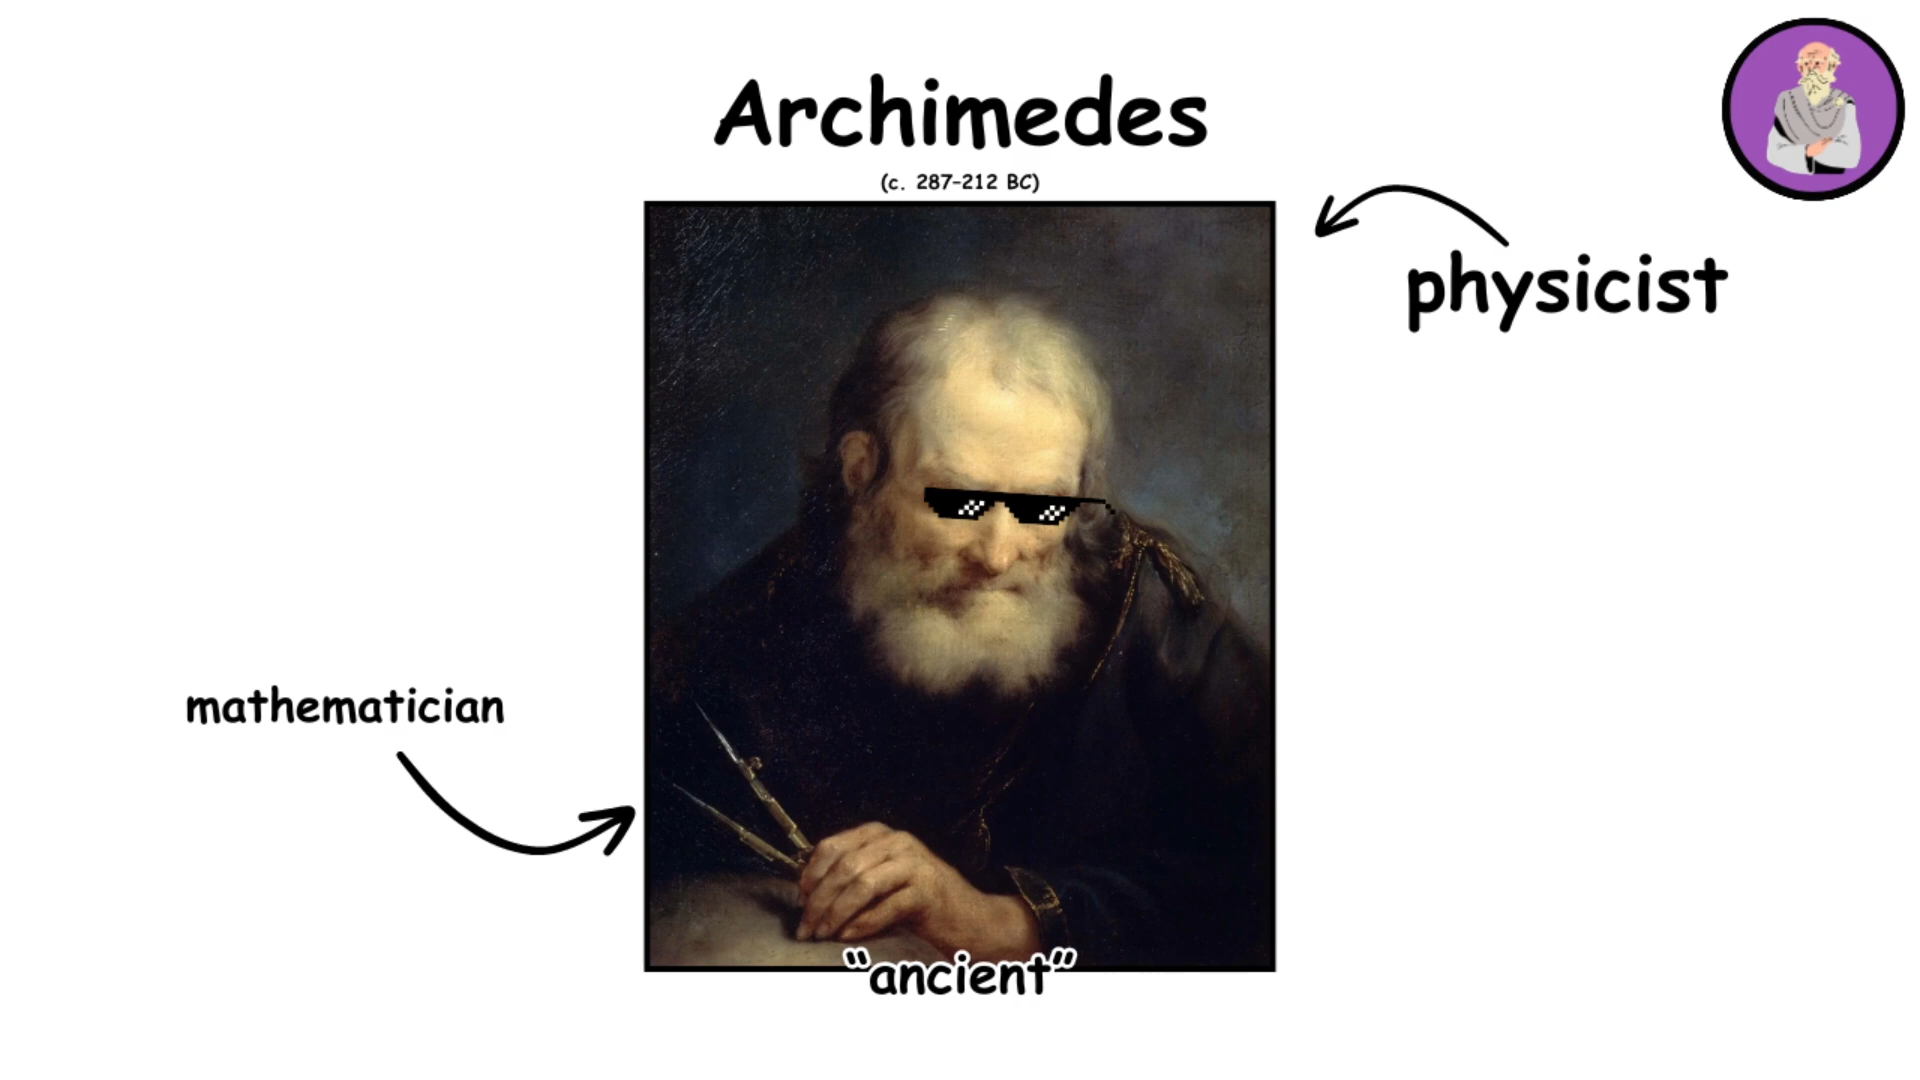 Archimedes
(c. 287–212 BC)
physicist
mathematician
“ancient”